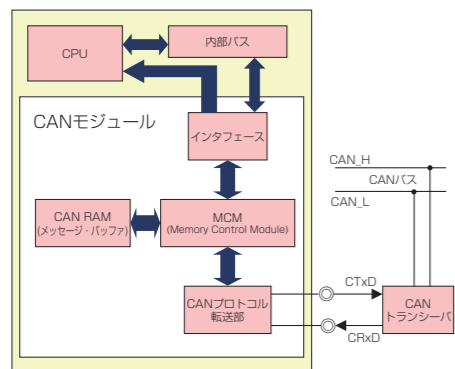 CPU
内部バス
CANモジュール
インタフェース
CAN_H
CANバス
CAN_L
CAN RAM
(メッセージ・バッファ)
MCM
(Memory Control Module)
CTxD
CANプロトコル
転送部
CAN
トランシーバ
CRxD